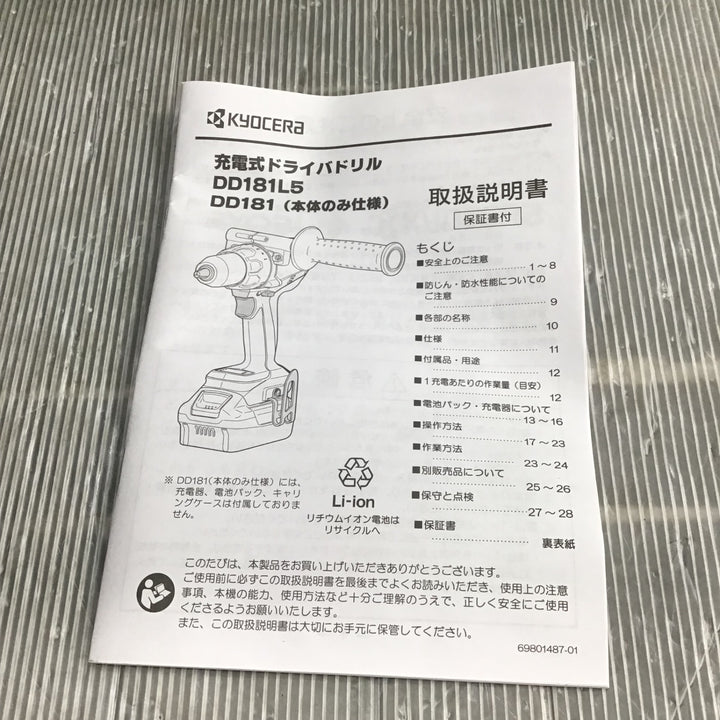 KYOCERA
充電式ドライバドリル
DD181L5
DD181（本体のみ仕様）
取扱説明書
保証書付
もくじ
■安全上のご注意
1～8
■防じん・防水性能についての
ご注意
9
■各部の名称
10
■仕様
11
■付属品・用途
12
■1充電あたりの作業量（目安）
12
■電池パック・充電器について
13～16
■操作方法
17～23
■作業方法
23～24
■別販売品について
25～26
■保守と点検
27～28
■保証書
裏表紙
※ DD181(本体のみ仕様）には、
充電器、電池パック、キャリ
ングケースは付属しておりま
せん。
Li-ion
リチウムイオン電池は
リサイクルへ
このたびは、本製品をお買い上げいただきありがとうございます。
ご使用前に必ずこの取扱説明書を最後までよくお読みいただき、使用上の注意
事項、本機の能力、使用方法など十分ご理解のうえで、正しく安全にご使用
くださるようお願いいたします。
また、この取扱説明書は大切にお手元に保管してください。
69801487-01